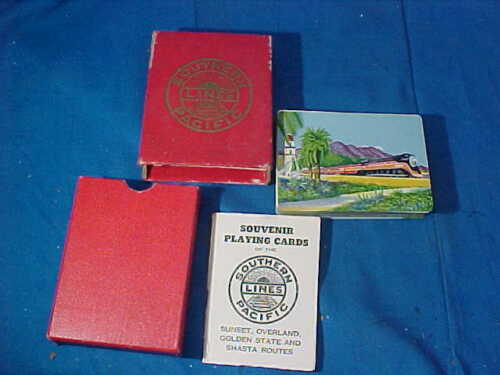 SOUTHERN
LINES
PACIFIC
SOUVENIR
PLAYING CARDS
OF THE
SOUTHERN
LINES
PACIFIC
SUNSET, OVERLAND,
GOLDEN STATE AND
SHASTA ROUTES